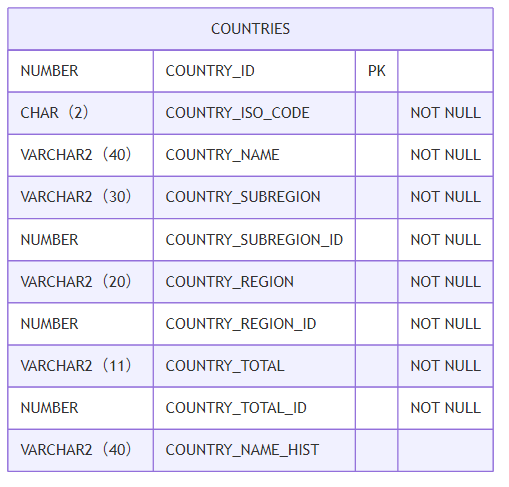 COUNTRIES
NUMBER COUNTRY_ID PK
CHAR（2） COUNTRY_ISO_CODE NOT NULL
VARCHAR2（40） COUNTRY_NAME NOT NULL
VARCHAR2（30） COUNTRY_SUBREGION NOT NULL
NUMBER COUNTRY_SUBREGION_ID NOT NULL
VARCHAR2（20） COUNTRY_REGION NOT NULL
NUMBER COUNTRY_REGION_ID NOT NULL
VARCHAR2（11） COUNTRY_TOTAL NOT NULL
NUMBER COUNTRY_TOTAL_ID NOT NULL
VARCHAR2（40） COUNTRY_NAME_HIST